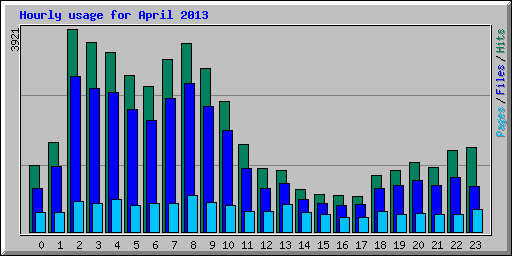 Hourly usage for April 2013
3921
Pages/Files/Hits
0 1 2 3 4 5 6 7 8 9 10 11 12 13 14 15 16 17 18 19 20 21 22 23